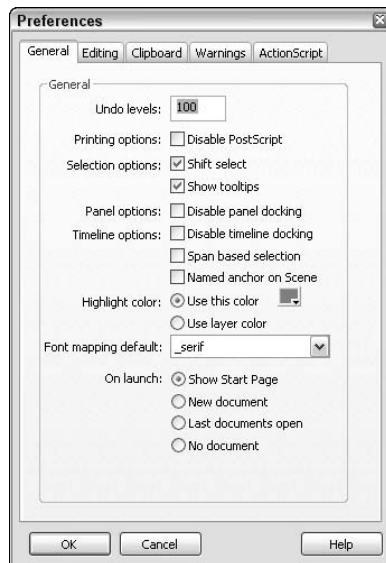 Preferences
General Editing Clipboard Warnings ActionScript
General
Undo levels: 100
Printing options: Disable PostScript
Selection options: Shift select
Show tooltips
Panel options: Disable panel docking
Timeline options: Disable timeline docking
Span based selection
Named anchor on Scene
Highlight color: Use this color
Use layer color
Font mapping default: _serif
On launch: Show Start Page
New document
Last documents open
No document
OK Cancel Help